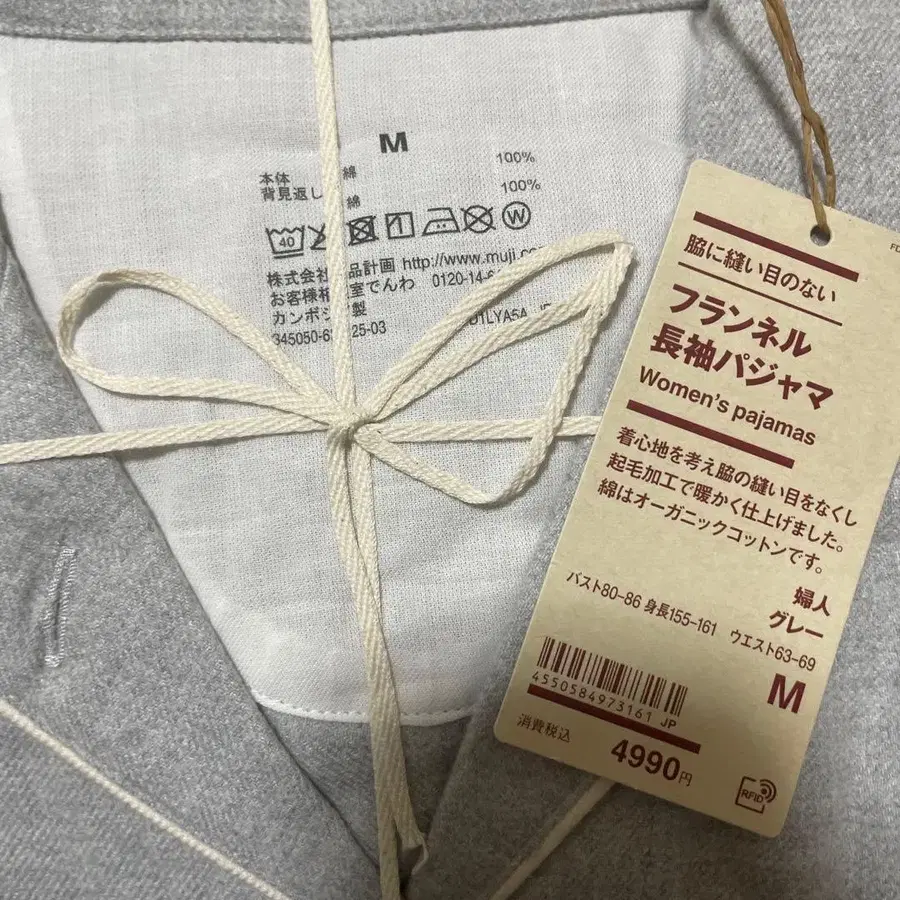 M
本体 綿 100%
背見返し 綿 100%
40 W
株式会 品計画 http://www.muji.co
お客様相 室でんわ 0120-14-
カンボジ 製
345050-6 25-03
脇に縫い目のない
フランネル
長袖パジャマ
Women's pajamas
着心地を考え脇の縫い目をなくし
起毛加工で暖かく仕上げました。
綿はオーガニックコットンです。
婦人
グレー
バスト80-86 身長155-161 ウエスト63-69
M
4550584973161 JP
消費税込
4990円
RFID